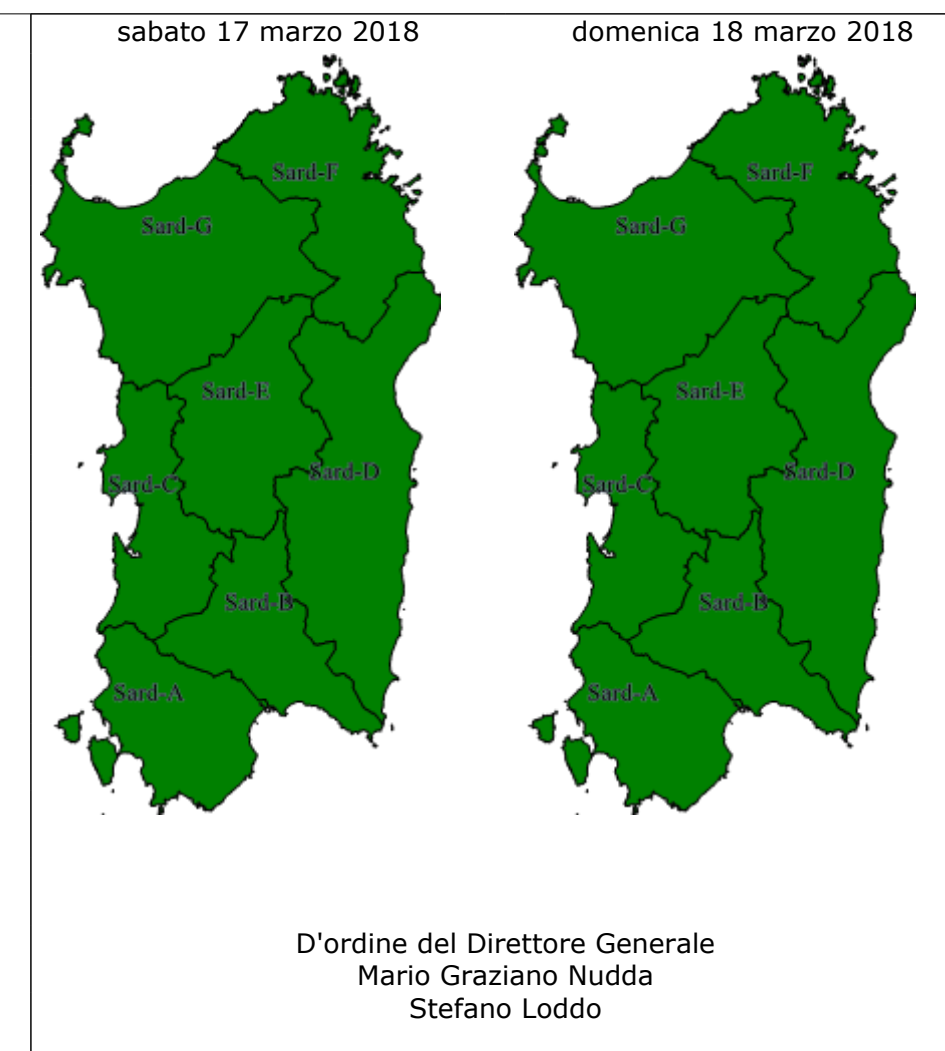 sabato 17 marzo 2018
domenica 18 marzo 2018
Sard-F
Sard-G
Sard-E
Sard-D
Sard-C
Sard-B
Sard-A
Sard-F
Sard-G
Sard-E
Sard-D
Sard-C
Sard-B
Sard-A
D'ordine del Direttore Generale
Mario Graziano Nudda
Stefano Loddo